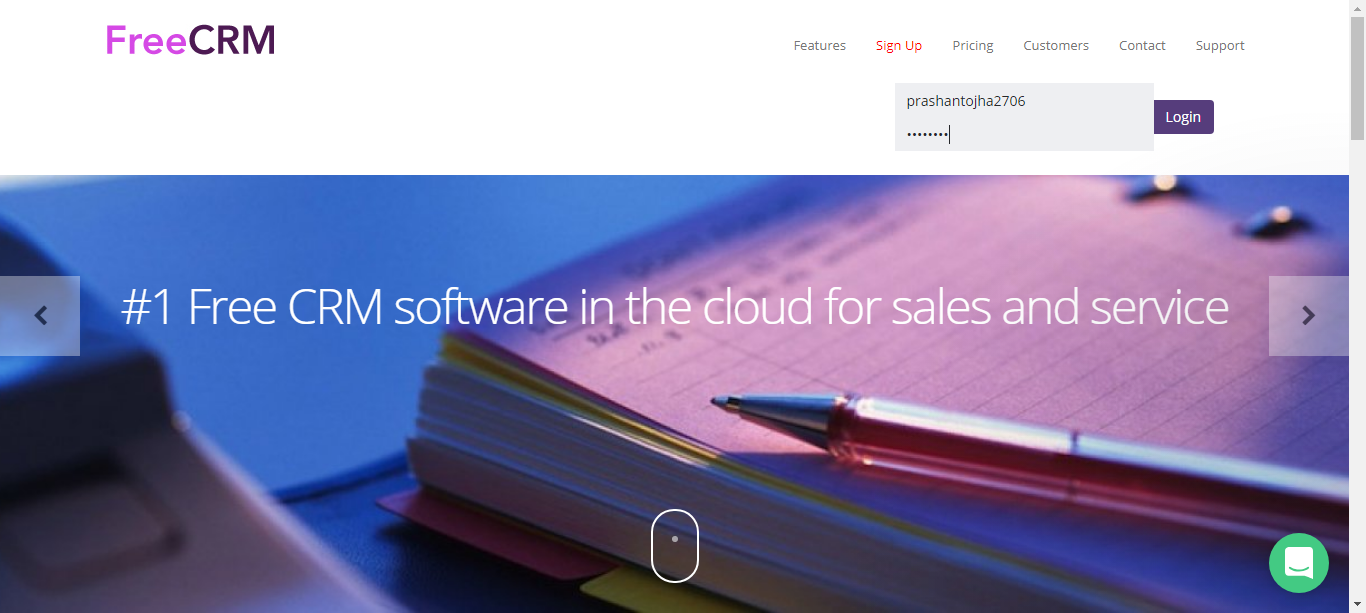 FreeCRM
Features Sign Up Pricing Customers Contact Support
prashantojha2706
••••••••
Login
#1 Free CRM software in the cloud for sales and service